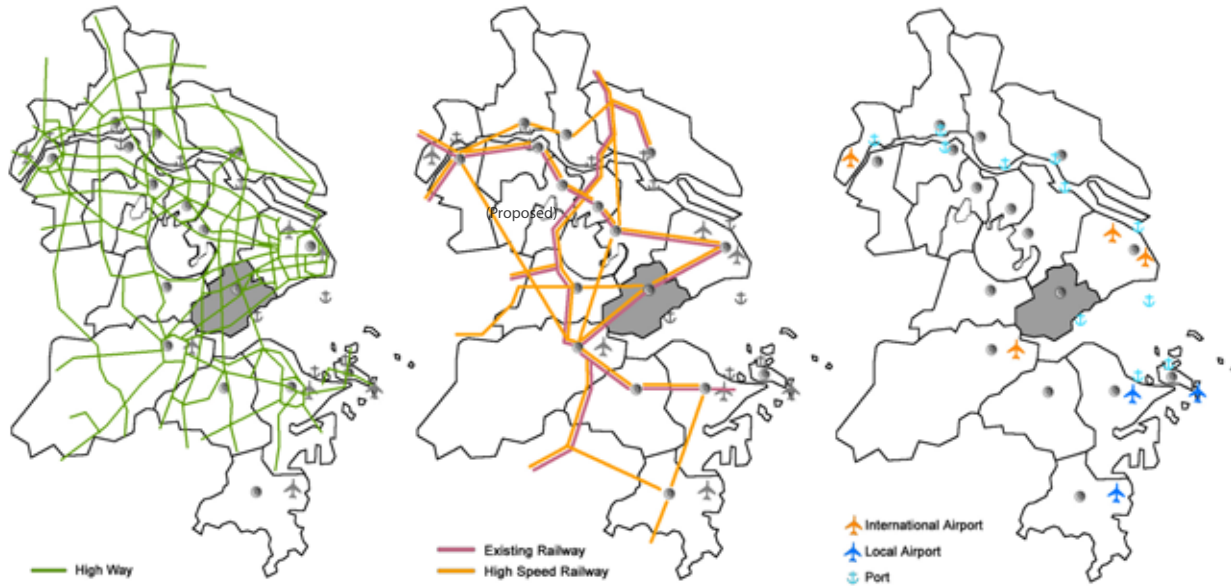 (Proposed)
High Way
Existing Railway
High Speed Railway
International Airport
Local Airport
Port